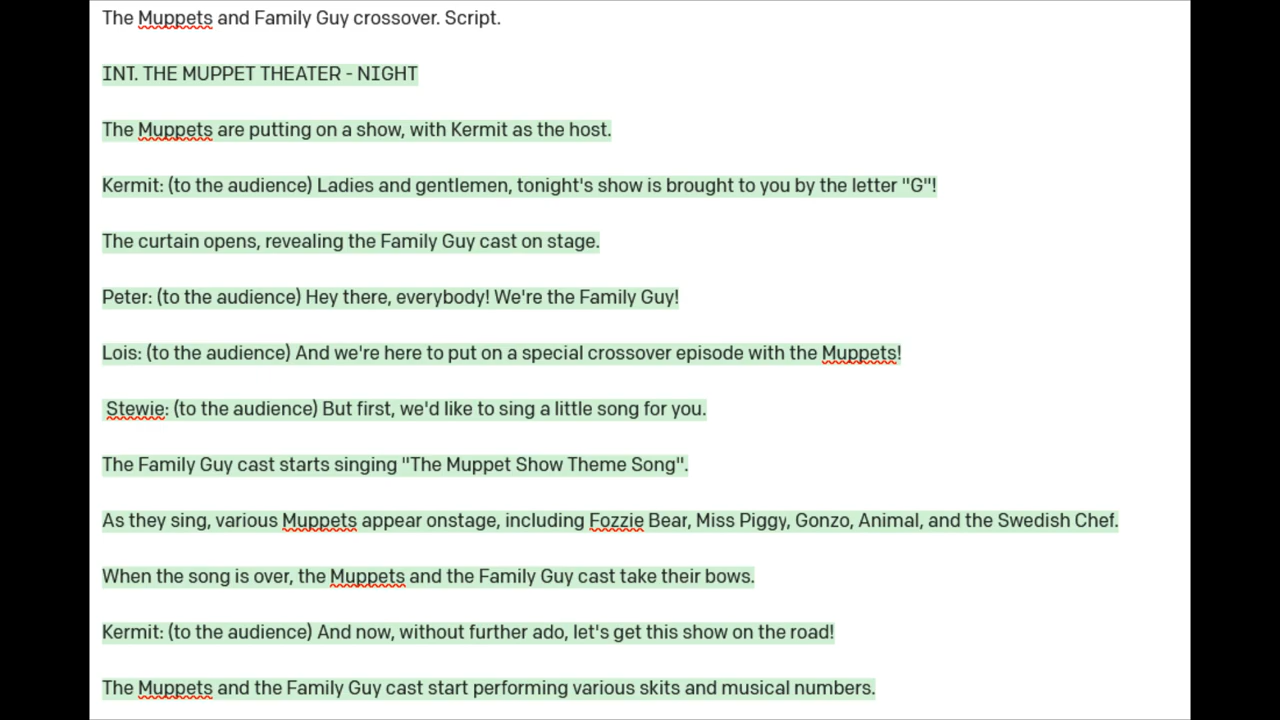 The Muppets and Family Guy crossover. Script.
INT. THE MUPPET THEATER - NIGHT
The Muppets are putting on a show, with Kermit as the host.
Kermit: (to the audience) Ladies and gentlemen, tonight's show is brought to you by the letter "G"!
The curtain opens, revealing the Family Guy cast on stage.
Peter: (to the audience) Hey there, everybody! We're the Family Guy!
Lois: (to the audience) And we're here to put on a special crossover episode with the Muppets!
Stewie: (to the audience) But first, we'd like to sing a little song for you.
The Family Guy cast starts singing "The Muppet Show Theme Song".
As they sing, various Muppets appear onstage, including Fozzie Bear, Miss Piggy, Gonzo, Animal, and the Swedish Chef.
When the song is over, the Muppets and the Family Guy cast take their bows.
Kermit: (to the audience) And now, without further ado, let's get this show on the road!
The Muppets and the Family Guy cast start performing various skits and musical numbers.